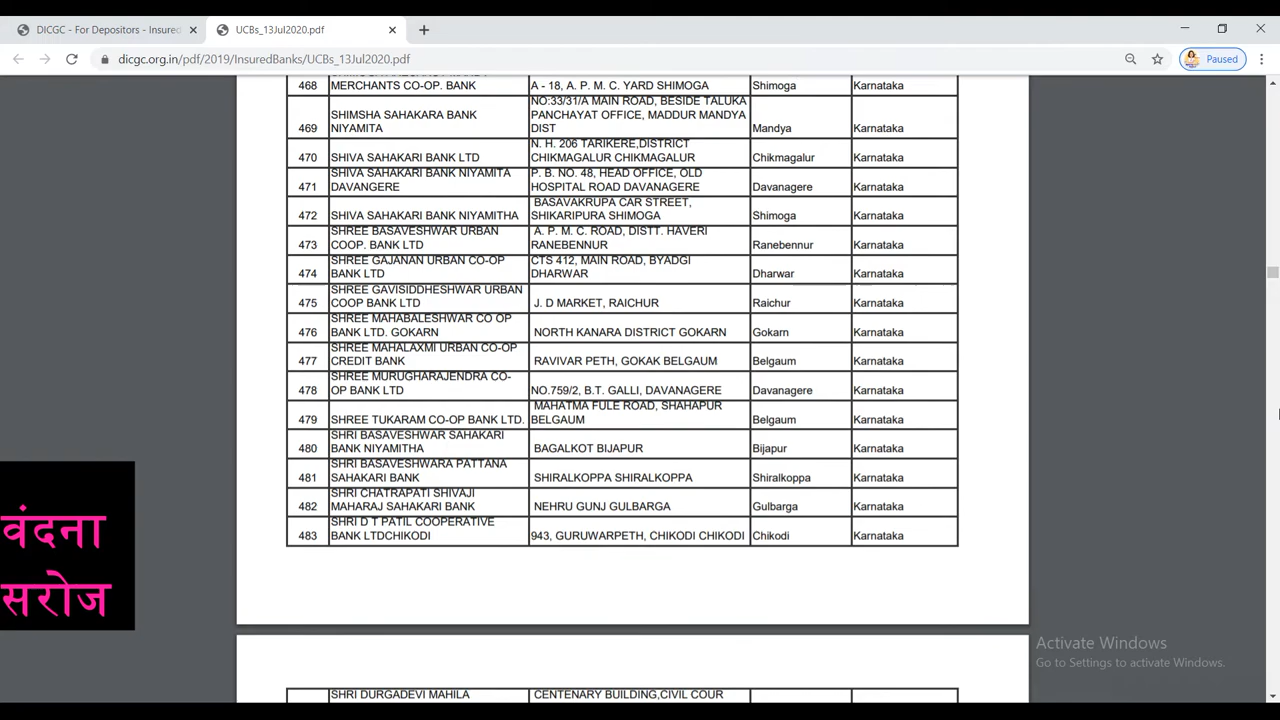 DICGC - For Depositors - Insured
UCBs_13Jul2020.pdf
dicgc.org.in/pdf/2019/InsuredBanks/UCBs_13Jul2020.pdf
Paused
468 MERCHANTS CO-OP. BANK A - 18, A. P. M. C. YARD SHIMOGA Shimoga Karnataka
NO:33/31/A MAIN ROAD, BESIDE TALUKA
SHIMSHA SAHAKARA BANK PANCHAYAT OFFICE, MADDUR MANDYA
469 NIYAMITA DIST Mandya Karnataka
N. H. 206 TARIKERE,DISTRICT
470 SHIVA SAHAKARI BANK LTD CHIKMAGALUR CHIKMAGALUR Chikmagalur Karnataka
SHIVA SAHAKARI BANK NIYAMITA P. B. NO. 48, HEAD OFFICE, OLD
471 DAVANGERE HOSPITAL ROAD DAVANAGERE Davanagere Karnataka
BASAVAKRUPA CAR STREET,
472 SHIVA SAHAKARI BANK NIYAMITHA SHIKARIPURA SHIMOGA Shimoga Karnataka
SHREE BASAVESHWAR URBAN A. P. M. C. ROAD, DISTT. HAVERI
473 COOP. BANK LTD RANEBENNUR Ranebennur Karnataka
SHREE GAJANAN URBAN CO-OP CTS 412, MAIN ROAD, BYADGI
474 BANK LTD DHARWAR Dharwar Karnataka
SHREE GAVISIDDHESHWAR URBAN
475 COOP BANK LTD J. D MARKET, RAICHUR Raichur Karnataka
SHREE MAHABALESHWAR CO OP
476 BANK LTD. GOKARN NORTH KANARA DISTRICT GOKARN Gokarn Karnataka
SHREE MAHALAXMI URBAN CO-OP
477 CREDIT BANK RAVIVAR PETH, GOKAK BELGAUM Belgaum Karnataka
SHREE MURUGHARAJENDRA CO-
478 OP BANK LTD NO.759/2, B.T. GALLI, DAVANAGERE Davanagere Karnataka
MAHATMA FULE ROAD, SHAHAPUR
479 SHREE TUKARAM CO-OP BANK LTD. BELGAUM Belgaum Karnataka
SHRI BASAVESHWAR SAHAKARI
480 BANK NIYAMITHA BAGALKOT BIJAPUR Bijapur Karnataka
SHRI BASAVESHWARA PATTANA
481 SAHAKARI BANK SHIRALKOPPA SHIRALKOPPA Shiralkoppa Karnataka
SHRI CHATRAPATI SHIVAJI
482 MAHARAJ SAHAKARI BANK NEHRU GUNJ GULBARGA Gulbarga Karnataka
SHRI D T PATIL COOPERATIVE
483 BANK LTDCHIKODI 943, GURUWARPETH, CHIKODI CHIKODI Chikodi Karnataka
वंदना
सरोज
Activate Windows
Go to Settings to activate Windows.
SHRI DURGADEVI MAHILA CENTENARY BUILDING,CIVIL COUR